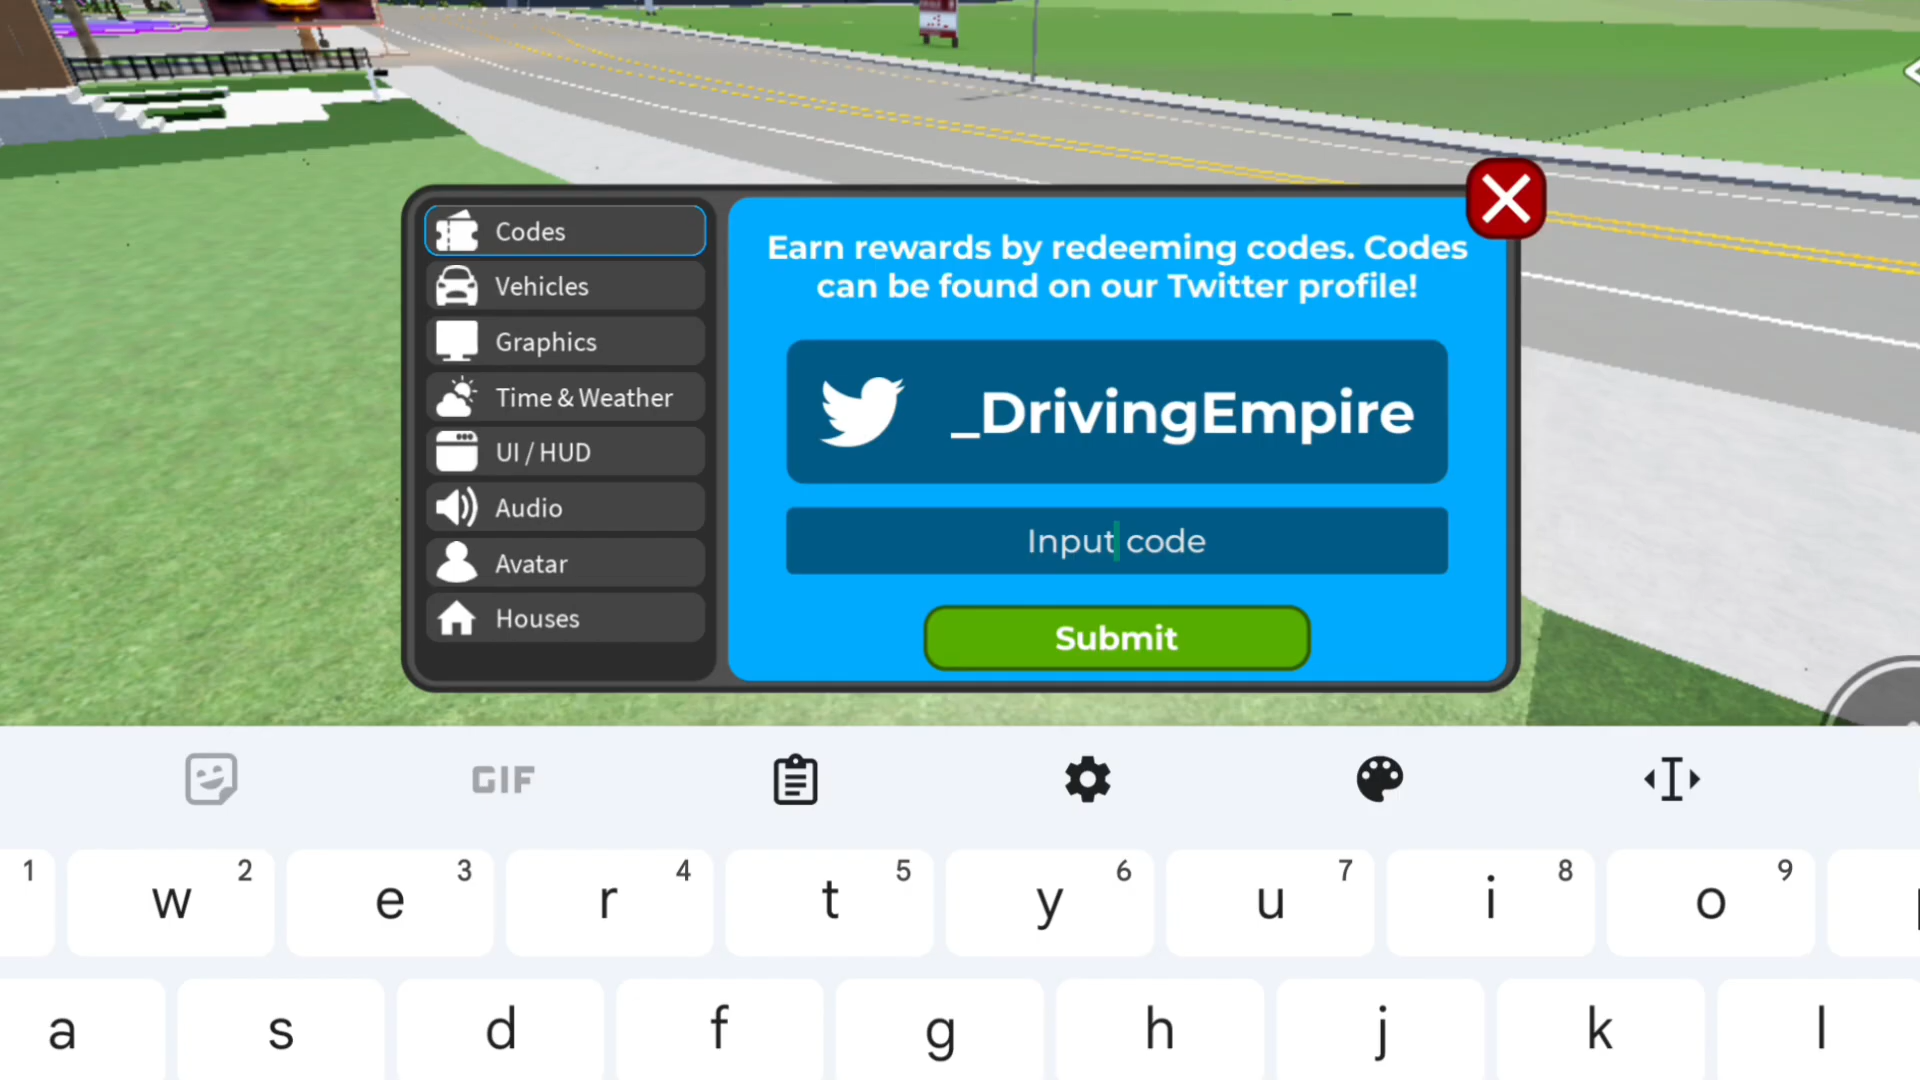 Codes
Vehicles
Graphics
Time & Weather
UI / HUD
Audio
Avatar
Houses
Earn rewards by redeeming codes. Codes
can be found on our Twitter profile!
_DrivingEmpire
Input code
Submit
GIF
1 2 3 4 5 6 7 8 9
w e r t y u i o
a s d f g h j k l